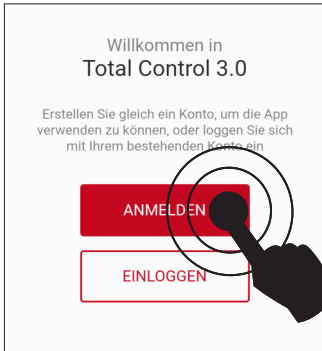 Willkommen in
Total Control 3.0
Erstellen Sie gleich ein Konto, um die App
verwenden zu können, oder loggen Sie sich
mit Ihrem bestehenden Konto ein
ANMELDEN
EINLOGGEN